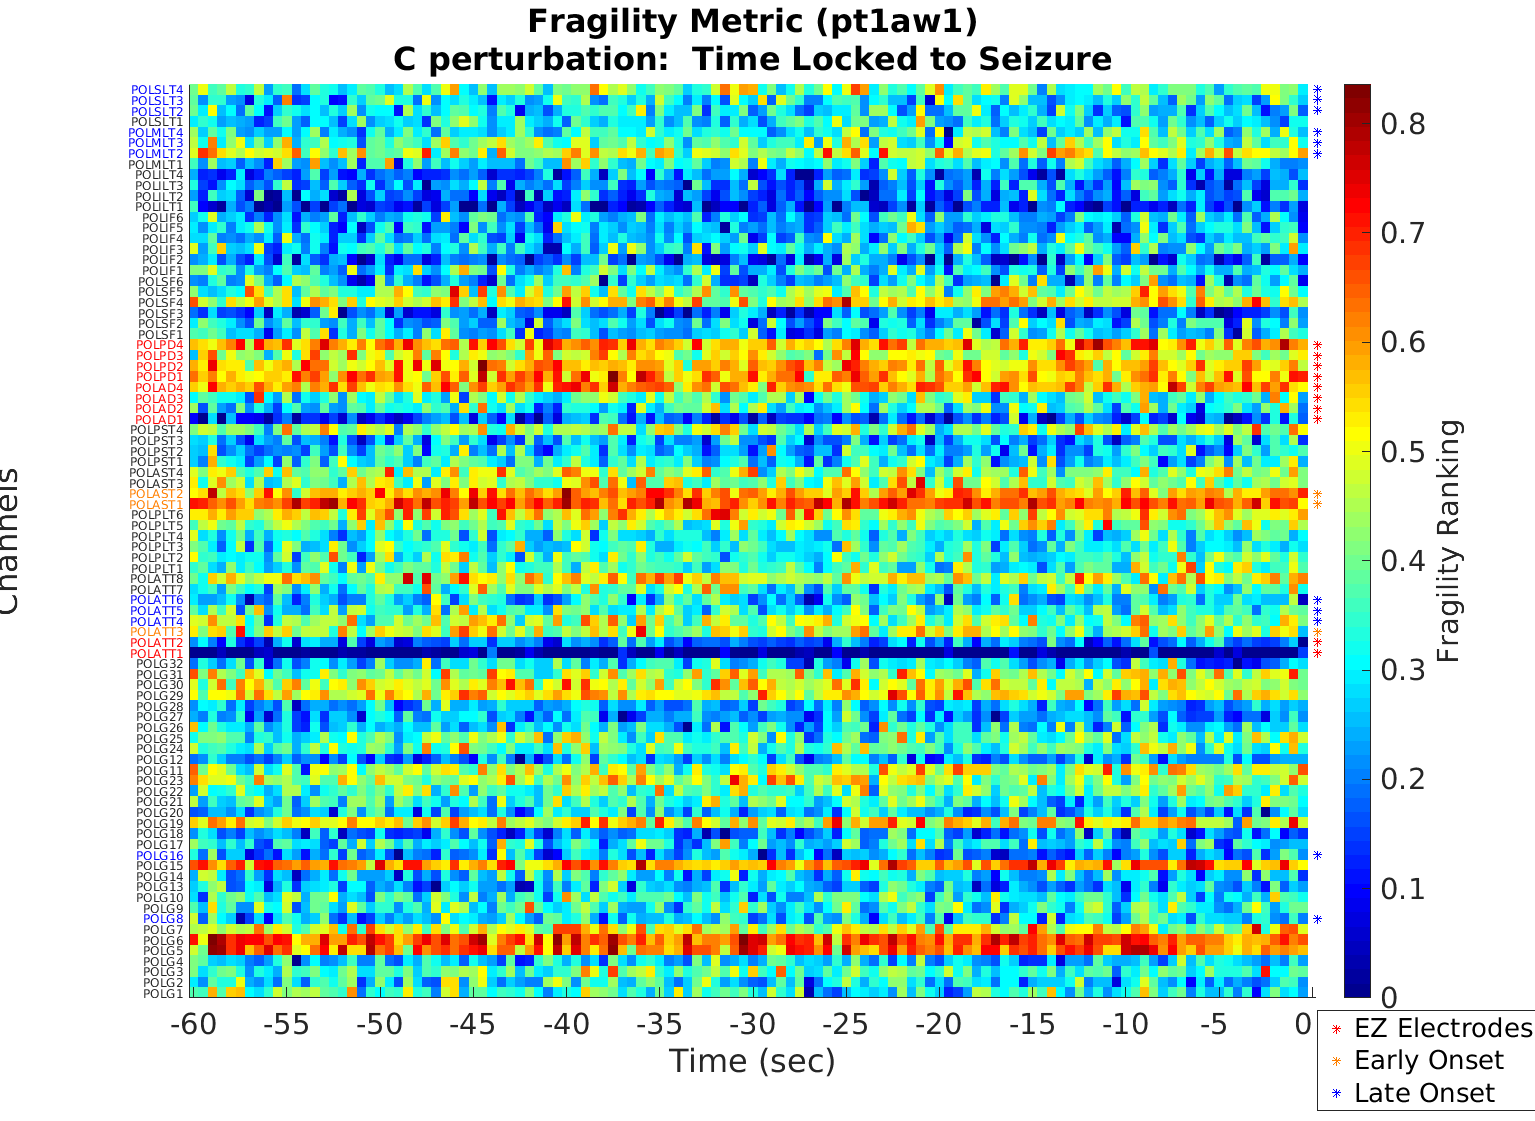 Fragility Metric (pt1aw1)
C perturbation:  Time Locked to Seizure
Channels
POLSLT4
POLSLT3
POLSLT2
POLSLT1
POLMLT4
POLMLT3
POLMLT2
POLMLT1
POLILT4
POLILT3
POLILT2
POLILT1
POLIF6
POLIF5
POLIF4
POLIF3
POLIF2
POLIF1
POLSF6
POLSF5
POLSF4
POLSF3
POLSF2
POLSF1
POLPD4
POLPD3
POLPD2
POLPD1
POLAD4
POLAD3
POLAD2
POLAD1
POLPST4
POLPST3
POLPST2
POLPST1
POLAST4
POLAST3
POLAST2
POLAST1
POLPLT6
POLPLT5
POLPLT4
POLPLT3
POLPLT2
POLPLT1
POLATT8
POLATT7
POLATT6
POLATT5
POLATT4
POLATT3
POLATT2
POLATT1
POLG32
POLG31
POLG30
POLG29
POLG28
POLG27
POLG26
POLG25
POLG24
POLG12
POLG11
POLG23
POLG22
POLG21
POLG20
POLG19
POLG18
POLG17
POLG16
POLG15
POLG14
POLG13
POLG10
POLG9
POLG8
POLG7
POLG6
POLG5
POLG4
POLG3
POLG2
POLG1
-60 -55 -50 -45 -40 -35 -30 -25 -20 -15 -10 -5 0
Time (sec)
0.8
0.7
0.6
0.5
0.4
0.3
0.2
0.1
0
Fragility Ranking
EZ Electrodes
Early Onset
Late Onset